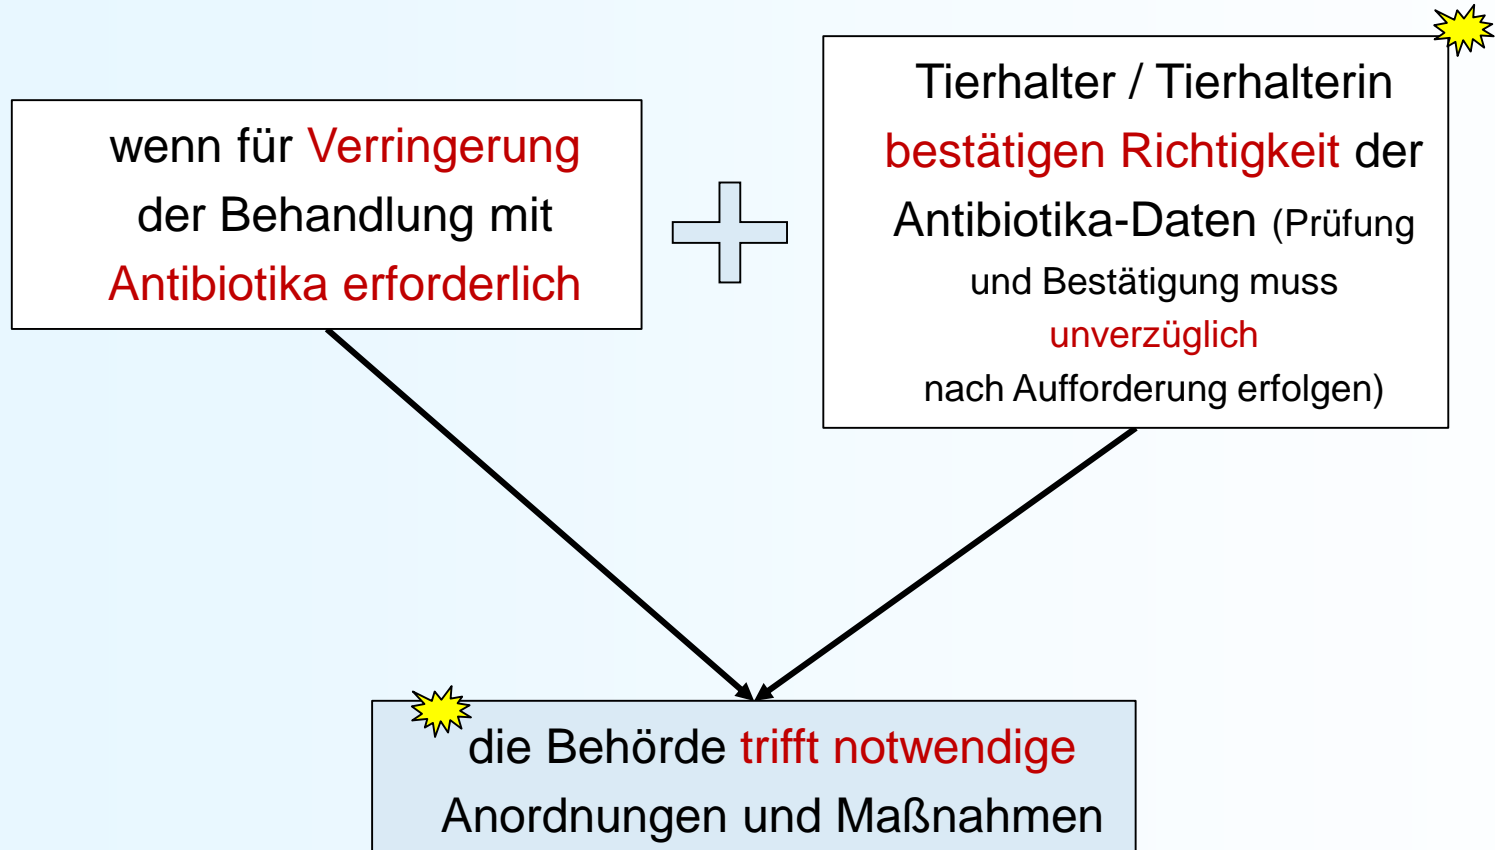 wenn für Verringerung
der Behandlung mit
Antibiotika erforderlich
Tierhalter / Tierhalterin
bestätigen Richtigkeit der
Antibiotika-Daten (Prüfung
und Bestätigung muss
unverzüglich
nach Aufforderung erfolgen)
die Behörde trifft notwendige
Anordnungen und Maßnahmen